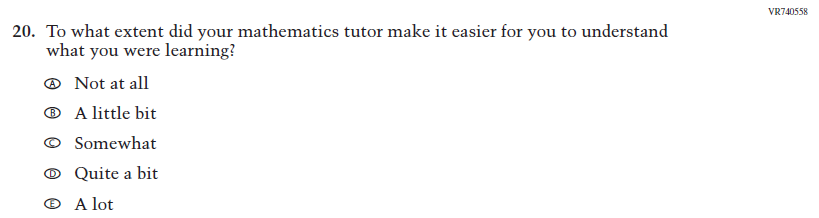 VR740558
20. To what extent did your mathematics tutor make it easier for you to understand
what you were learning?
A Not at all
B A little bit
C Somewhat
D Quite a bit
E A lot